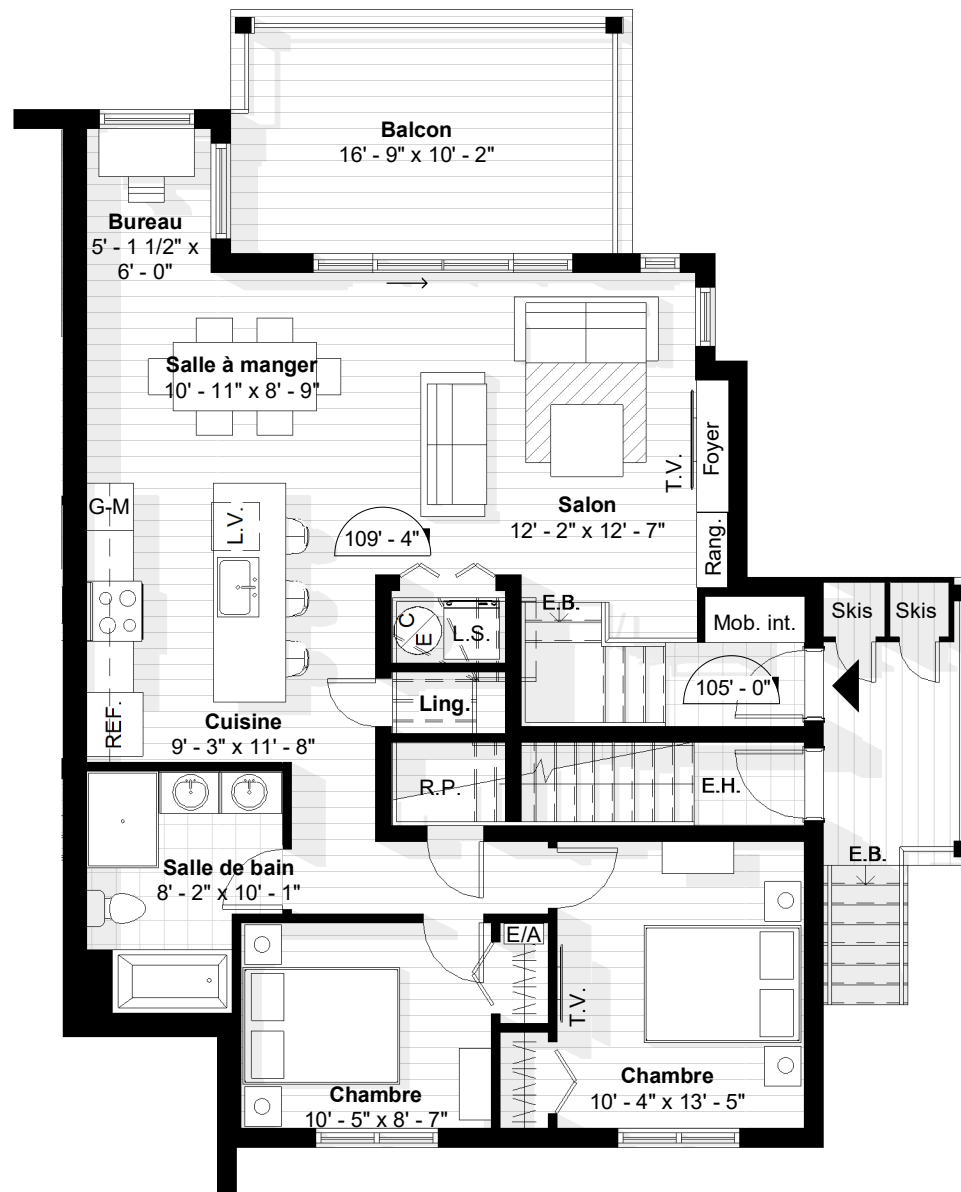 Balcon
16' - 9" x 10' - 2"
Bureau
5' - 1 1/2" x
6' - 0"
Salle à manger
10' - 11" x 8' - 9"
Foyer
T.V.
Salon
12' - 2" x 12' - 7"
G-M
L.V.
109' - 4"
Rang.
E.B.
C
E
L.S.
Mob. int.
Skis
Skis
105' - 0"
Ling.
REF.
Cuisine
9' - 3" x 11' - 8"
R.P.
E.H.
E.B.
Salle de bain
8' - 2" x 10' - 1"
E/A
T.V.
Chambre
10' - 5" x 8' - 7"
Chambre
10' - 4" x 13' - 5"